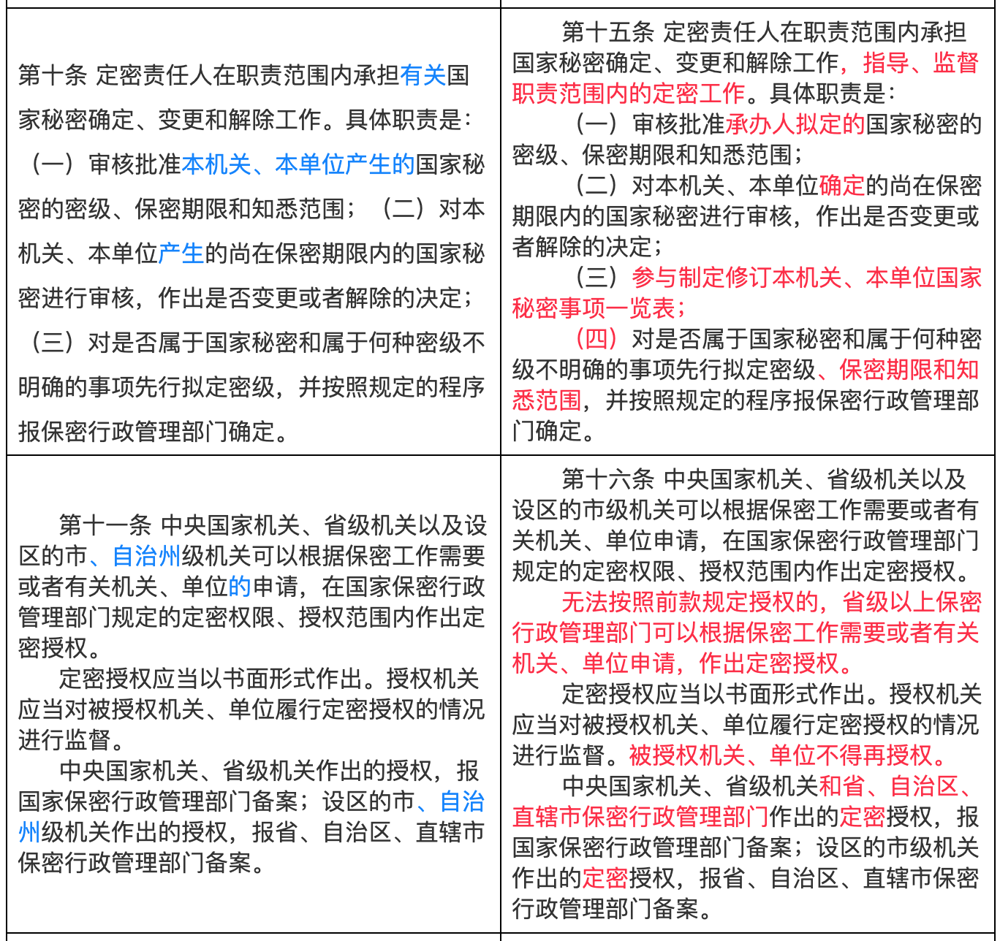 第十条 定密责任人在职责范围内承担有关国
家秘密确定、变更和解除工作。具体职责是：
（一）审核批准本机关、本单位产生的国家秘
密的密级、保密期限和知悉范围；（二）对本
机关、本单位产生的尚在保密期限内的国家秘
密进行审核，作出是否变更或者解除的决定；
（三）对是否属于国家秘密和属于何种密级不
明确的事项先行拟定密级，并按照规定的程序
报保密行政管理部门确定。
第十五条 定密责任人在职责范围内承担
国家秘密确定、变更和解除工作，指导、监督
职责范围内的定密工作。具体职责是：
（一）审核批准承办人拟定的国家秘密的
密级、保密期限和知悉范围；
（二）对本机关、本单位确定的尚在保密
期限内的国家秘密进行审核，作出是否变更或
者解除的决定；
（三）参与制定修订本机关、本单位国家
秘密事项一览表；
（四）对是否属于国家秘密和属于何种密
级不明确的事项先行拟定密级、保密期限和知
悉范围，并按照规定的程序报保密行政管理部
门确定。
第十一条 中央国家机关、省级机关以及设
区的市、自治州级机关可以根据保密工作需要
或者有关机关、单位的申请，在国家保密行政
管理部门规定的定密权限、授权范围内作出定
密授权。
定密授权应当以书面形式作出。授权机关
应当对被授权机关、单位履行定密授权的情况
进行监督。
中央国家机关、省级机关作出的授权，报
国家保密行政管理部门备案；设区的市、自治
州级机关作出的授权，报省、自治区、直辖市
保密行政管理部门备案。
第十六条 中央国家机关、省级机关以及
设区的市级机关可以根据保密工作需要或者有
关机关、单位申请，在国家保密行政管理部门
规定的定密权限、授权范围内作出定密授权。
无法按照前款规定授权的，省级以上保密
行政管理部门可以根据保密工作需要或者有关
机关、单位申请，作出定密授权。
定密授权应当以书面形式作出。授权机关
应当对被授权机关、单位履行定密授权的情况
进行监督。被授权机关、单位不得再授权。
中央国家机关、省级机关和省、自治区、
直辖市保密行政管理部门作出的定密授权，报
国家保密行政管理部门备案；设区的市级机关
作出的定密授权，报省、自治区、直辖市保密
行政管理部门备案。